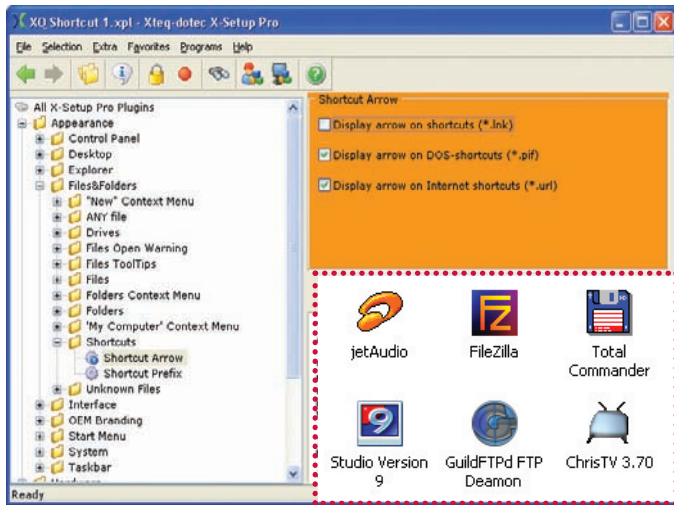 XQ Shortcut 1.xpl - Xteq-dotec X-Setup Pro
File Selection Extra Favorites Programs Help
All X-Setup Pro Plugins
Appearance
Control Panel
Desktop
Explorer
Files&Folders
"New" Context Menu
ANY file
Drives
Files Open Warning
Files ToolTips
Files
Folders Context Menu
Folders
'My Computer' Context Menu
Shortcuts
Shortcut Arrow
Shortcut Prefix
Unknown Files
Interface
OEM Branding
Start Menu
System
Taskbar
Ready
Shortcut Arrow
Display arrow on shortcuts (*.lnk)
Display arrow on DOS-shortcuts (*.pif)
Display arrow on Internet shortcuts (*.url)
FZ
jetAudio
FileZilla
Total
Commander
9
Studio Version
9
GuildFTPd FTP
Deamon
ChrisTV 3.70